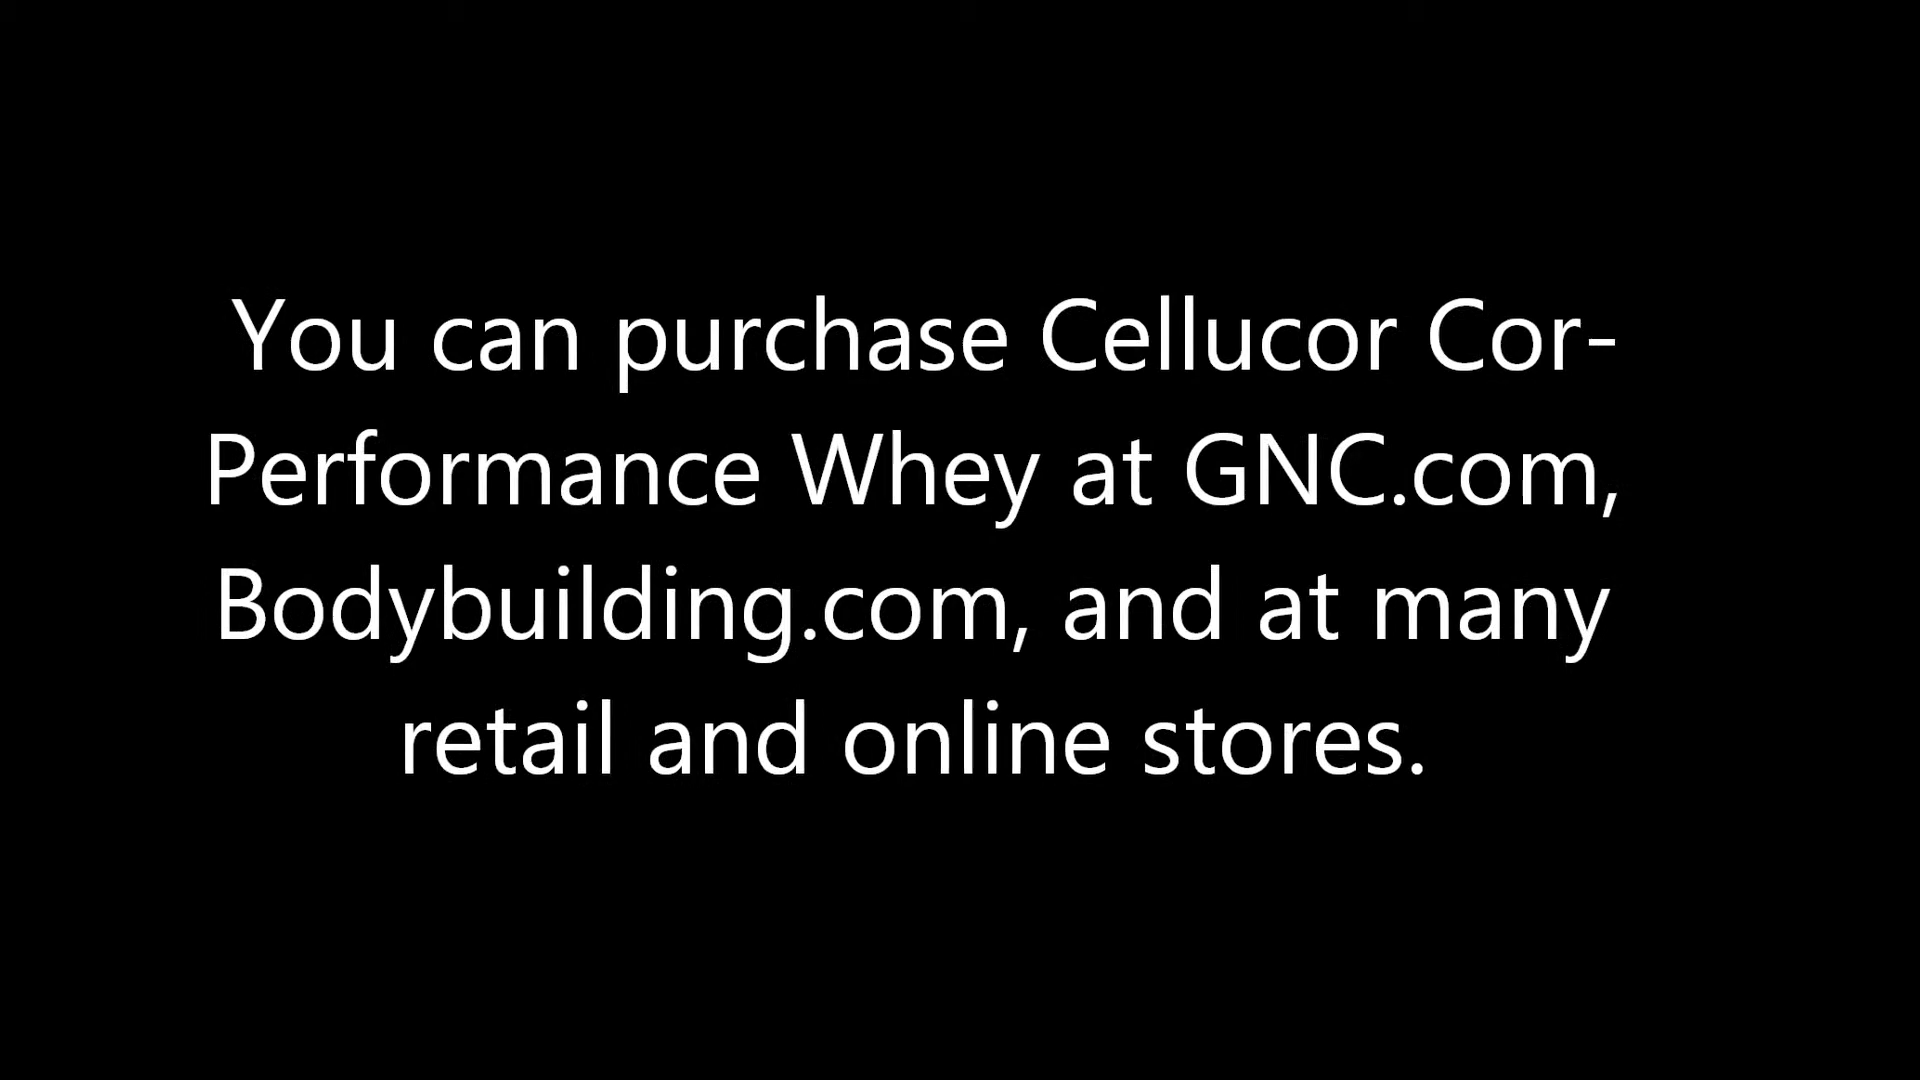 You can purchase Cellucor Cor-
Performance Whey at GNC.com,
Bodybuilding.com, and at many
retail and online stores.